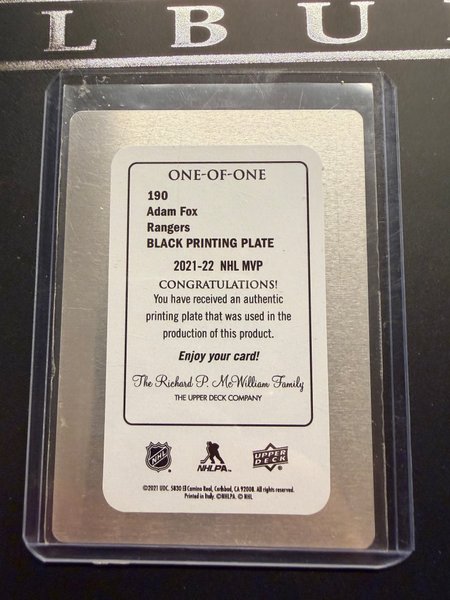 LBU
ONE-OF-ONE
190
Adam Fox
Rangers
BLACK PRINTING PLATE
2021-22 NHL MVP
CONGRATULATIONS!
You have received an authentic
printing plate that was used in the
production of this product.
Enjoy your card!
The Richard P. McWilliam Family
THE UPPER DECK COMPANY
NHL NHLPA UPPER DECK
©2021 UDC. 5830 El Camino Real, Carlsbad, CA 92008. All rights reserved.
Printed in Italy. ©NHLPA. © NHL